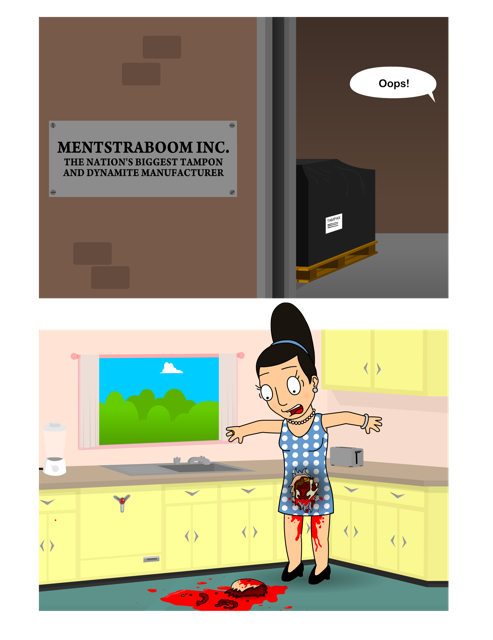 Oops!
MENTSTRABOOM INC.
THE NATION'S BIGGEST TAMPON
AND DYNAMITE MANUFACTURER